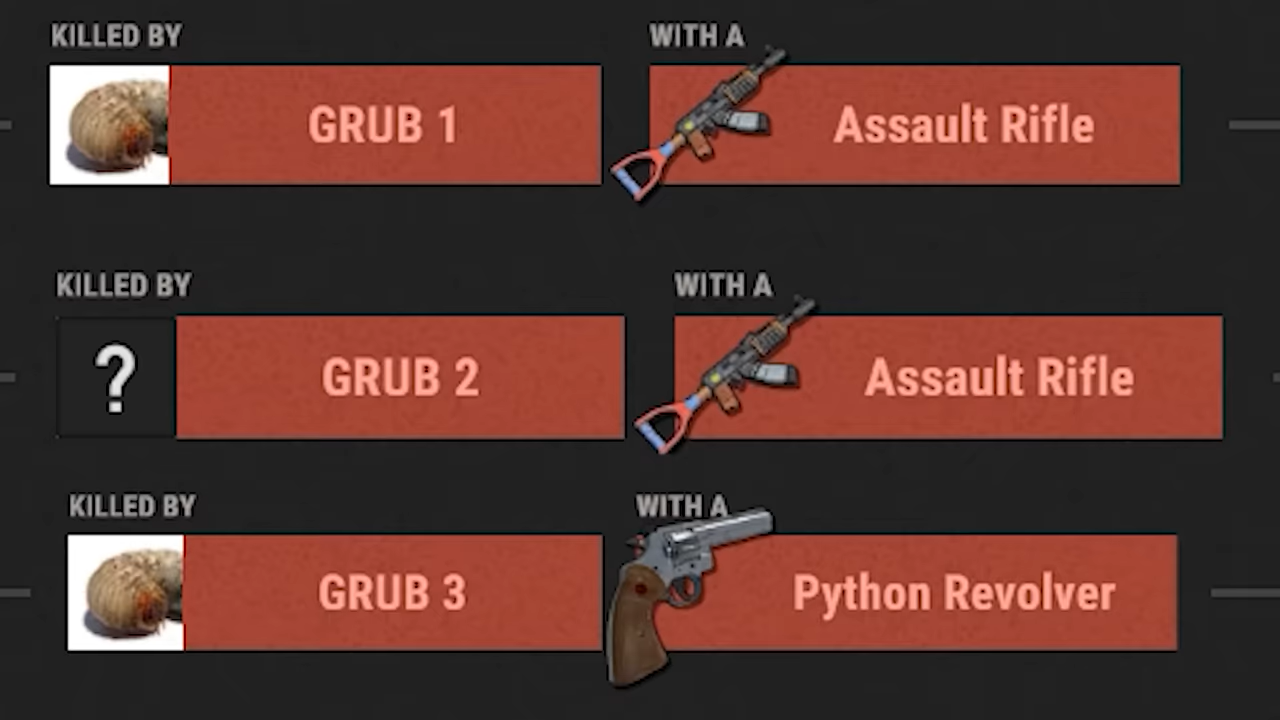 KILLED BY
WITH A
GRUB 1
Assault Rifle
KILLED BY
WITH A
?
GRUB 2
Assault Rifle
KILLED BY
WITH A
GRUB 3
Python Revolver